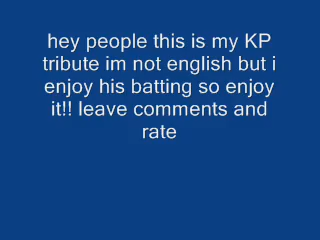 hey people this is my KP
tribute im not english but i
enjoy his batting so enjoy
it!! leave comments and
rate